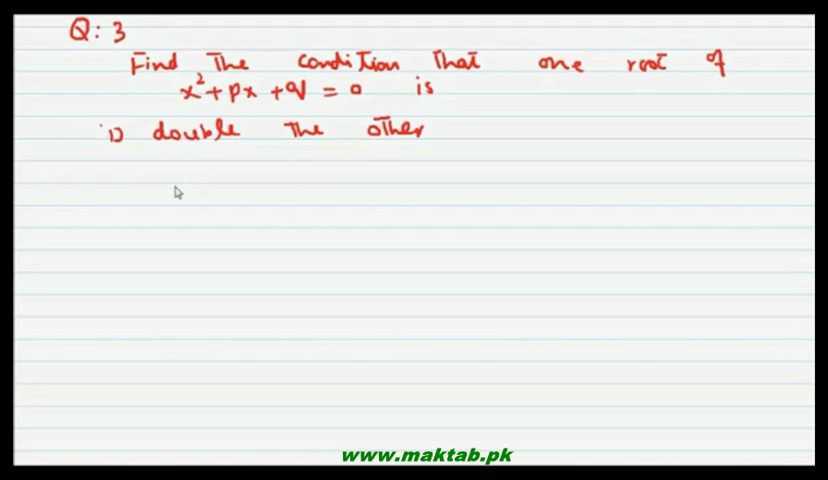 Q: 3
Find The condition That one root of
x²+px+q=0 is
i) double the other
www.maktab.pk